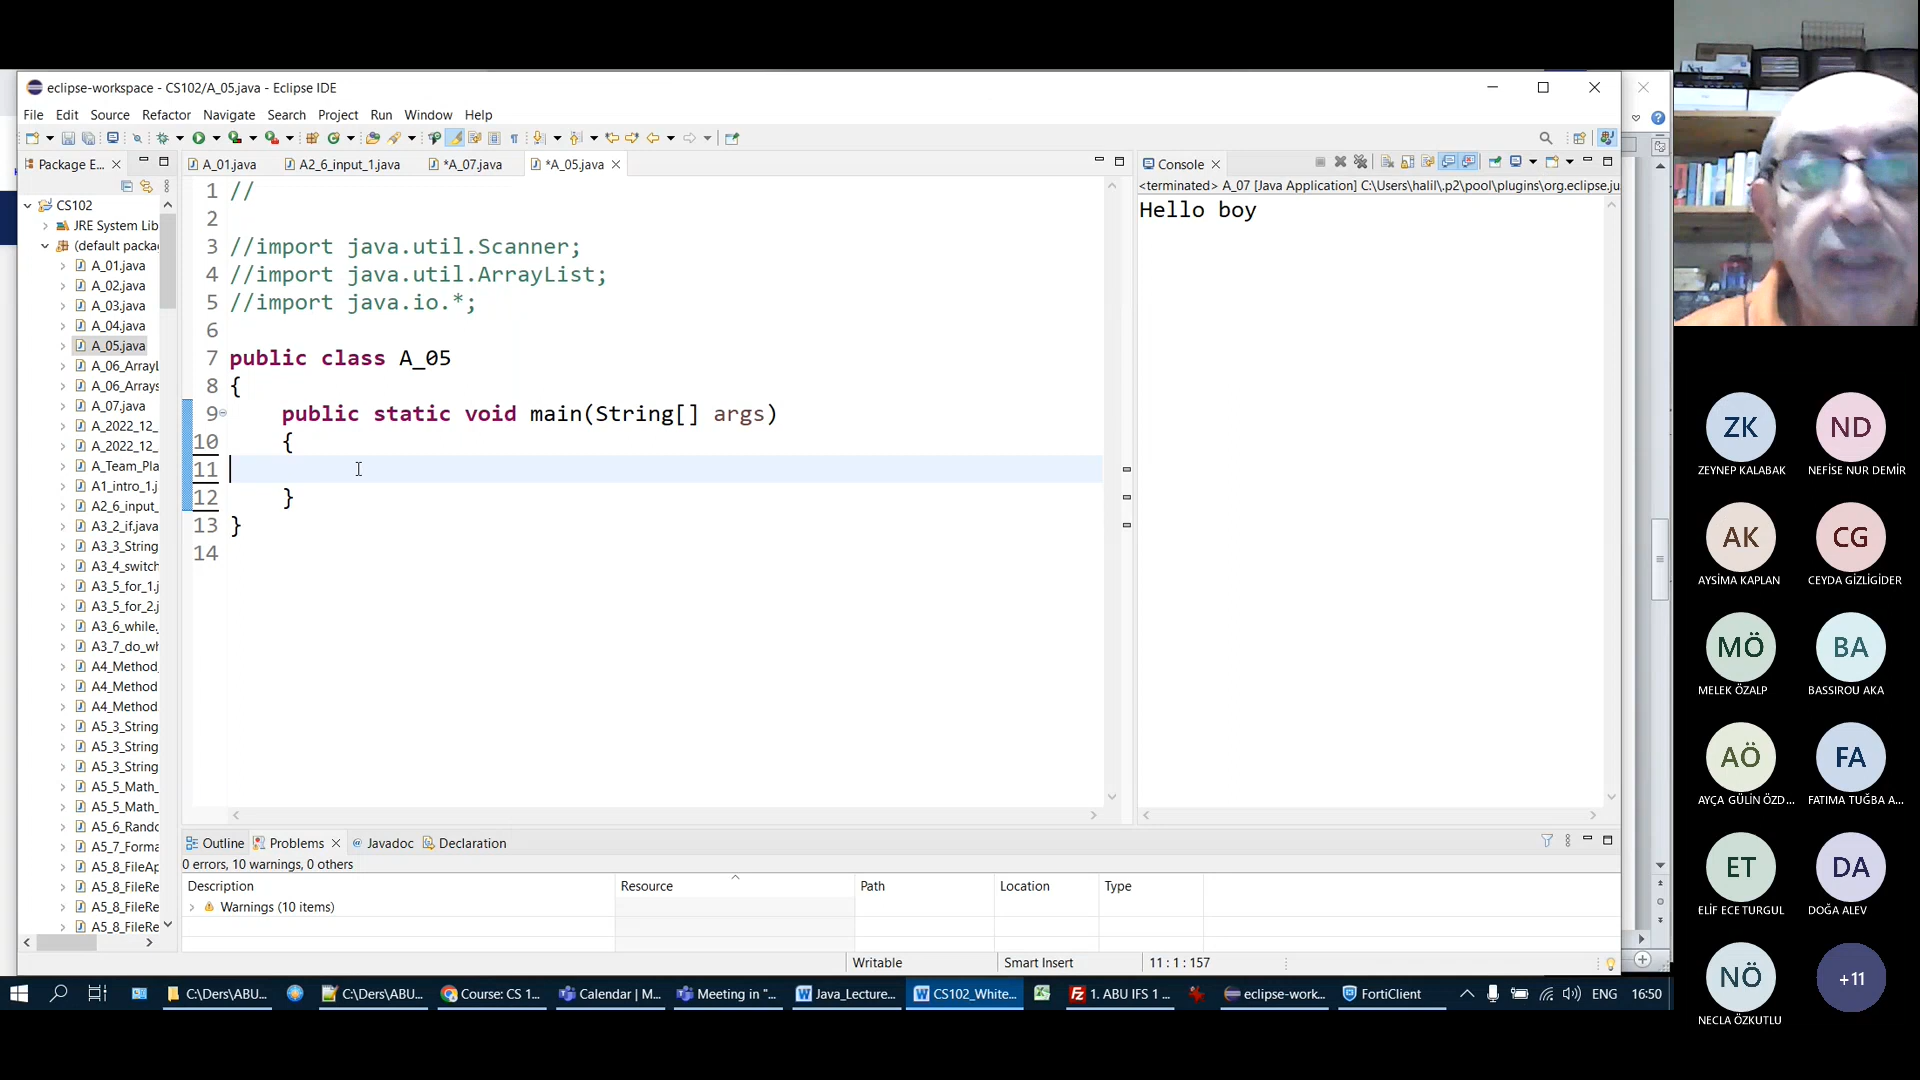 eclipse-workspace - CS102/A_05.java - Eclipse IDE
File Edit Source Refactor Navigate Search Project Run Window Help
Package E...
A_01.java
A2_6_input_1.java
*A_07.java
*A_05.java
CS102
JRE System Lib
(default packa
A_01.java
A_02.java
A_03.java
A_04.java
A_05.java
A_06_Arrayl
A_06_Arrays
A_07.java
A_2022_12_
A_2022_12_
A_Team_Pla
A1_intro_1.j
A2_6_input_
A3_2_if.java
A3_3_String
A3_4_switch
A3_5_for_1.j
A3_5_for_2.j
A3_6_while.
A3_7_do_wh
A4_Method_
A4_Method
A4_Method
A5_3_String
A5_3_String
A5_3_String
A5_5_Math_
A5_5_Math_
A5_6_Rando
A5_7_Forma
A5_8_FileAp
A5_8_FileRe
A5_8_FileRe
A5_8_FileRe
1 //
2
3 //import java.util.Scanner;
4 //import java.util.ArrayList;
5 //import java.io.*;
6
7 public class A_05
8 {
9 public static void main(String[] args)
10 {
11
12 }
13 }
14
Console
<terminated> A_07 [Java Application] C:\Users\halil\.p2\pool\plugins\org.eclipse.ju
Hello boy
Outline Problems @ Javadoc Declaration
0 errors, 10 warnings, 0 others
Description Resource Path Location Type
Warnings (10 items)
Writable Smart Insert 11 : 1 : 157
C:\Ders\ABU... C:\Ders\ABU... Course: CS 1... Calendar | M... Meeting in "... Java_Lecture... CS102_White... 1. ABU IFS 1 ... eclipse-work... FortiClient ENG 16:50
ZK
ZEYNEP KALABAK
ND
NEFİSE NUR DEMİR
AK
AYSİMA KAPLAN
CG
CEYDA GİZLİGİDER
MÖ
MELEK ÖZALP
BA
BASSIROU AKA
AÖ
AYÇA GÜLİN ÖZD...
FA
FATIMA TUĞBA A...
ET
ELİF ECE TURGUL
DA
DOĞA ALEV
NÖ
NECLA ÖZKUTLU
+11